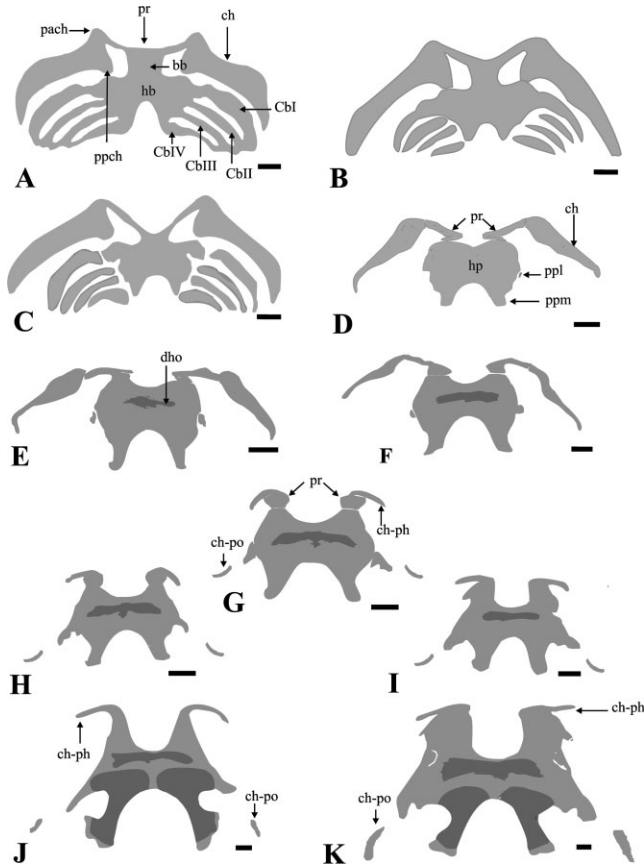 pr
pach
ch
bb
hb
CbI
ppch
CbIV
CbIII
CbII
A
B
pr
ch
hp
ppl
ppm
C
D
dho
E
F
pr
ch-po
ch-ph
G
H
I
ch-ph
ch-ph
ch-po
ch-po
J
K